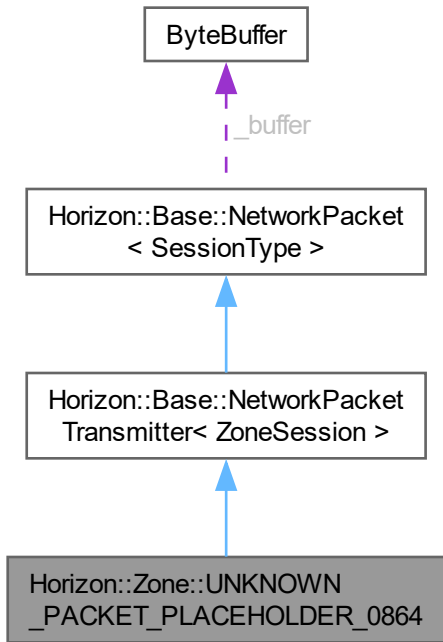 ByteBuffer
_buffer
Horizon::Base::NetworkPacket
< SessionType >
Horizon::Base::NetworkPacket
Transmitter< ZoneSession >
Horizon::Zone::UNKNOWN
_PACKET_PLACEHOLDER_0864